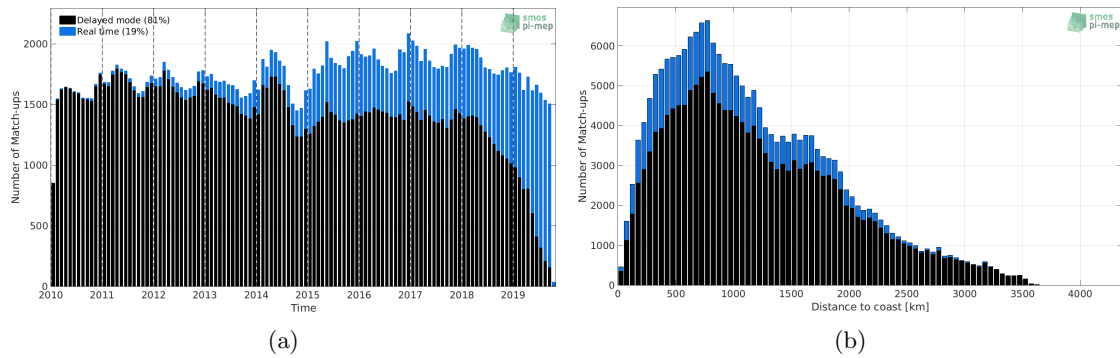 smos
pi-mep
Delayed mode (81%)
Real time (19%)
Number of Match-ups
2000
1500
1000
500
0
2010 2011 2012 2013 2014 2015 2016 2017 2018 2019
Time
(a)
smos
pi-mep
Number of Match-ups
6000
5000
4000
3000
2000
1000
0
0 500 1000 1500 2000 2500 3000 3500 4000
Distance to coast [km]
(b)